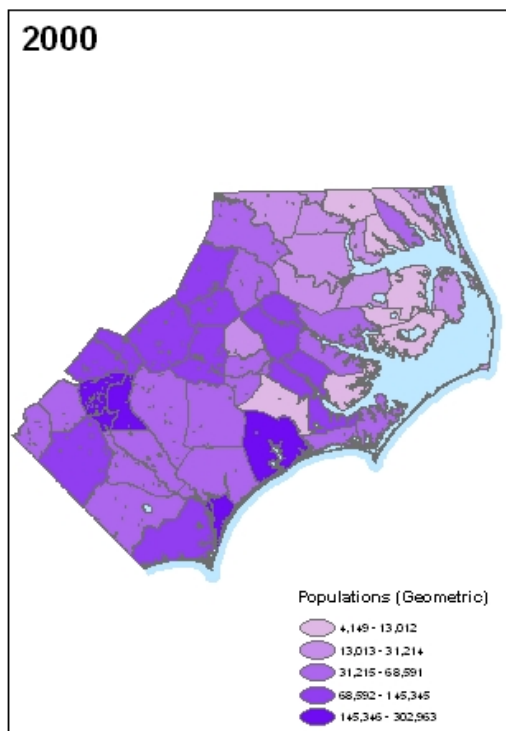 2000
Populations (Geometric)
4,149 - 13,012
13,013 - 31,214
31,215 - 68,591
68,592 - 145,345
145,346 - 302,963